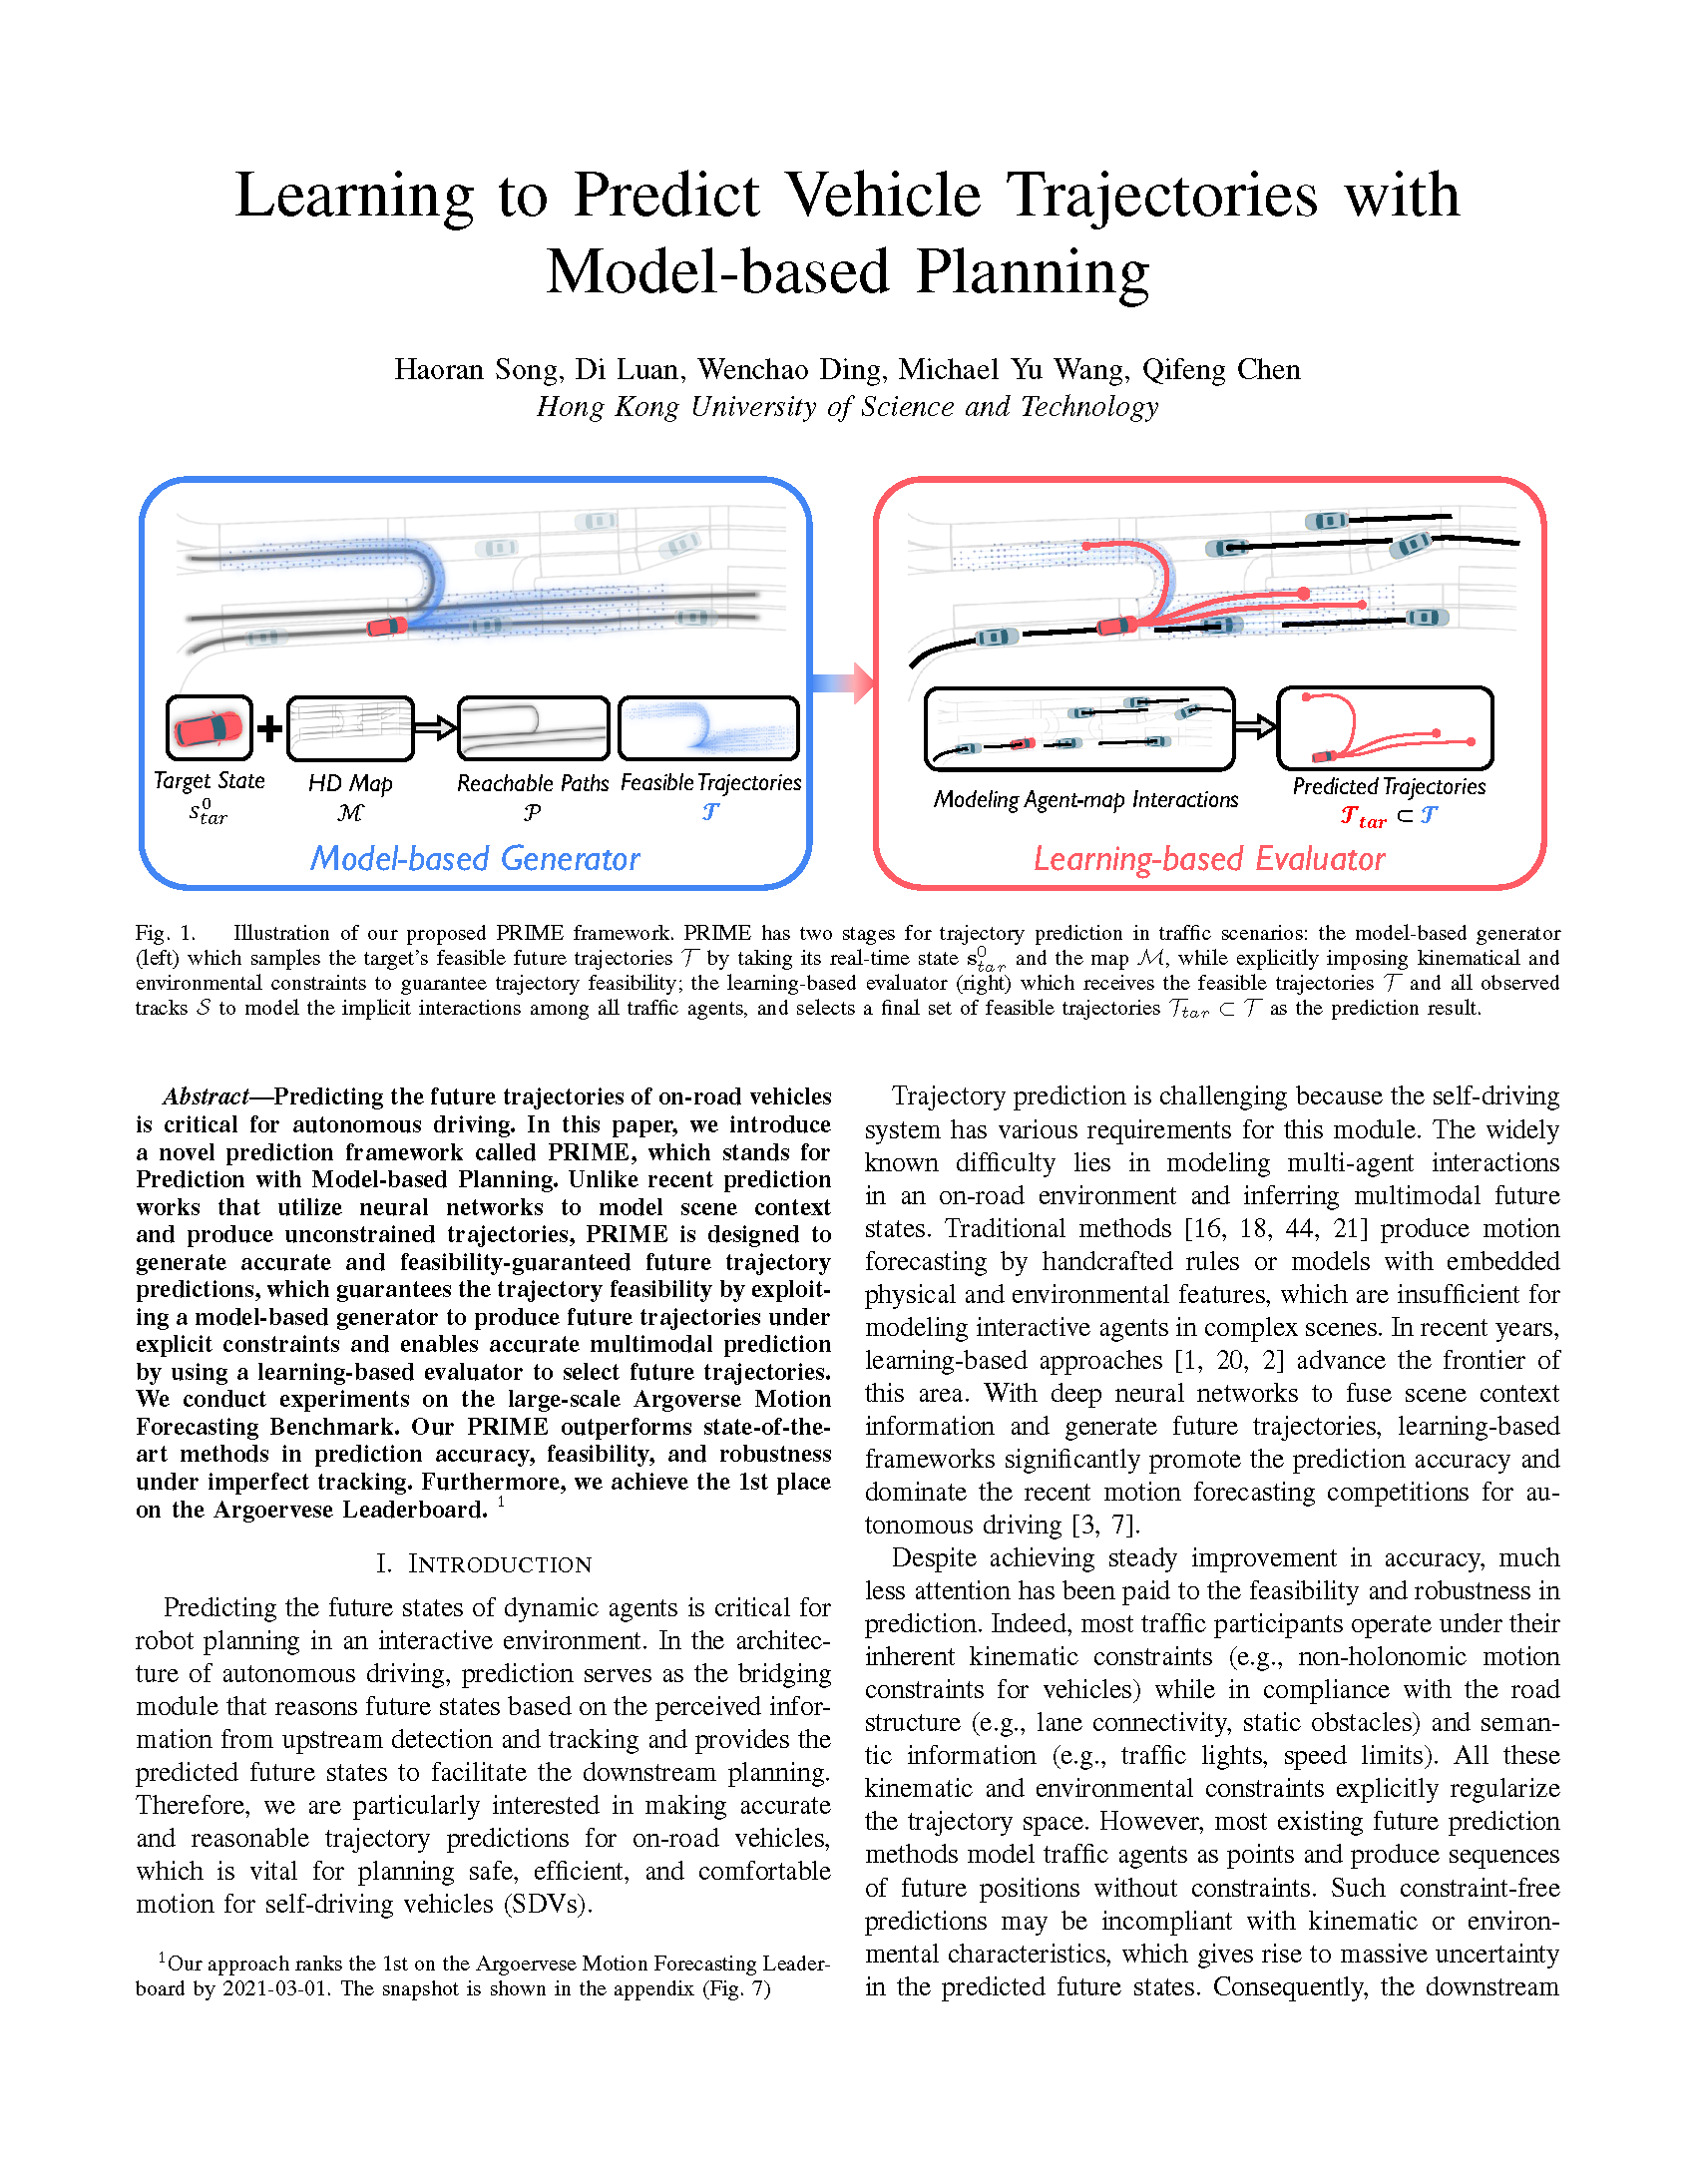 Learning to Predict Vehicle Trajectories with
Model-based Planning
Haoran Song, Di Luan, Wenchao Ding, Michael Yu Wang, Qifeng Chen
Hong Kong University of Science and Technology
Target State
s⁰_tar
HD Map
ℳ
Reachable Paths
𝒫
Feasible Trajectories
𝒯
Model-based Generator
Modeling Agent-map Interactions
Predicted Trajectories
𝒯_tar ⊂ 𝒯
Learning-based Evaluator
Fig. 1. Illustration of our proposed PRIME framework. PRIME has two stages for trajectory prediction in traffic scenarios: the model-based generator
(left) which samples the target's feasible future trajectories 𝒯 by taking its real-time state s⁰_tar and the map ℳ, while explicitly imposing kinematical and
environmental constraints to guarantee trajectory feasibility; the learning-based evaluator (right) which receives the feasible trajectories 𝒯 and all observed
tracks 𝒮 to model the implicit interactions among all traffic agents, and selects a final set of feasible trajectories 𝒯_tar ⊂ 𝒯 as the prediction result.
Abstract—Predicting the future trajectories of on-road vehicles
is critical for autonomous driving. In this paper, we introduce
a novel prediction framework called PRIME, which stands for
Prediction with Model-based Planning. Unlike recent prediction
works that utilize neural networks to model scene context
and produce unconstrained trajectories, PRIME is designed to
generate accurate and feasibility-guaranteed future trajectory
predictions, which guarantees the trajectory feasibility by exploit-
ing a model-based generator to produce future trajectories under
explicit constraints and enables accurate multimodal prediction
by using a learning-based evaluator to select future trajectories.
We conduct experiments on the large-scale Argoverse Motion
Forecasting Benchmark. Our PRIME outperforms state-of-the-
art methods in prediction accuracy, feasibility, and robustness
under imperfect tracking. Furthermore, we achieve the 1st place
on the Argoervese Leaderboard. ¹
I. INTRODUCTION
Predicting the future states of dynamic agents is critical for
robot planning in an interactive environment. In the architec-
ture of autonomous driving, prediction serves as the bridging
module that reasons future states based on the perceived infor-
mation from upstream detection and tracking and provides the
predicted future states to facilitate the downstream planning.
Therefore, we are particularly interested in making accurate
and reasonable trajectory predictions for on-road vehicles,
which is vital for planning safe, efficient, and comfortable
motion for self-driving vehicles (SDVs).
¹Our approach ranks the 1st on the Argoervese Motion Forecasting Leader-
board by 2021-03-01. The snapshot is shown in the appendix (Fig. 7)
Trajectory prediction is challenging because the self-driving
system has various requirements for this module. The widely
known difficulty lies in modeling multi-agent interactions
in an on-road environment and inferring multimodal future
states. Traditional methods [16, 18, 44, 21] produce motion
forecasting by handcrafted rules or models with embedded
physical and environmental features, which are insufficient for
modeling interactive agents in complex scenes. In recent years,
learning-based approaches [1, 20, 2] advance the frontier of
this area. With deep neural networks to fuse scene context
information and generate future trajectories, learning-based
frameworks significantly promote the prediction accuracy and
dominate the recent motion forecasting competitions for au-
tonomous driving [3, 7].
Despite achieving steady improvement in accuracy, much
less attention has been paid to the feasibility and robustness in
prediction. Indeed, most traffic participants operate under their
inherent kinematic constraints (e.g., non-holonomic motion
constraints for vehicles) while in compliance with the road
structure (e.g., lane connectivity, static obstacles) and seman-
tic information (e.g., traffic lights, speed limits). All these
kinematic and environmental constraints explicitly regularize
the trajectory space. However, most existing future prediction
methods model traffic agents as points and produce sequences
of future positions without constraints. Such constraint-free
predictions may be incompliant with kinematic or environ-
mental characteristics, which gives rise to massive uncertainty
in the predicted future states. Consequently, the downstream